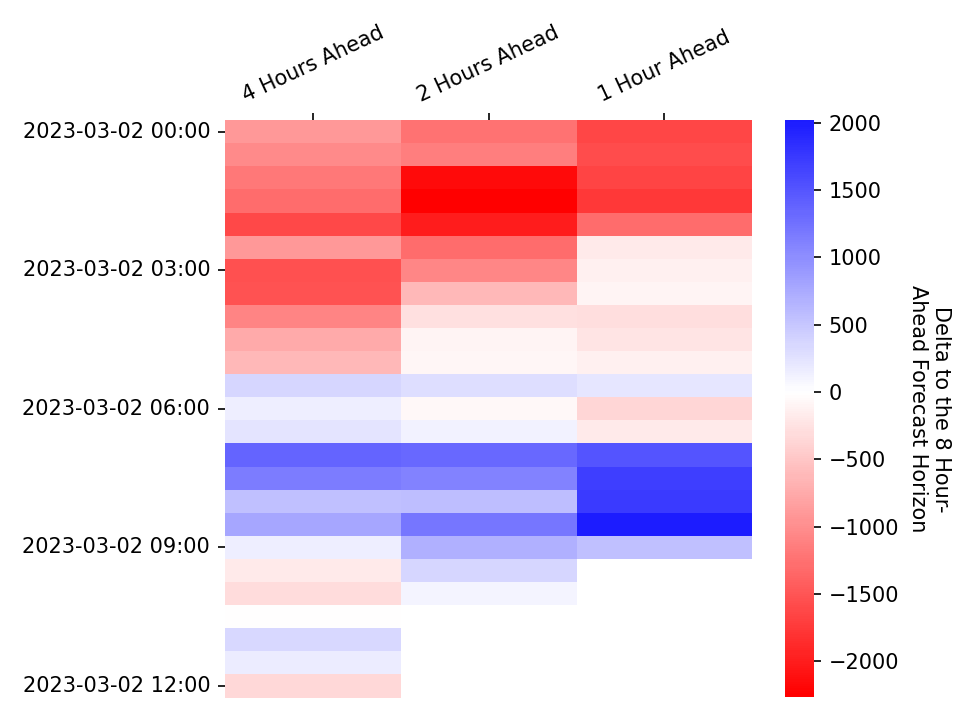 4 Hours Ahead
2 Hours Ahead
1 Hour Ahead
2023-03-02 00:00
2023-03-02 03:00
2023-03-02 06:00
2023-03-02 09:00
2023-03-02 12:00
2000
1500
1000
500
0
−500
−1000
−1500
−2000
Delta to the 8 Hour-
Ahead Forecast Horizon